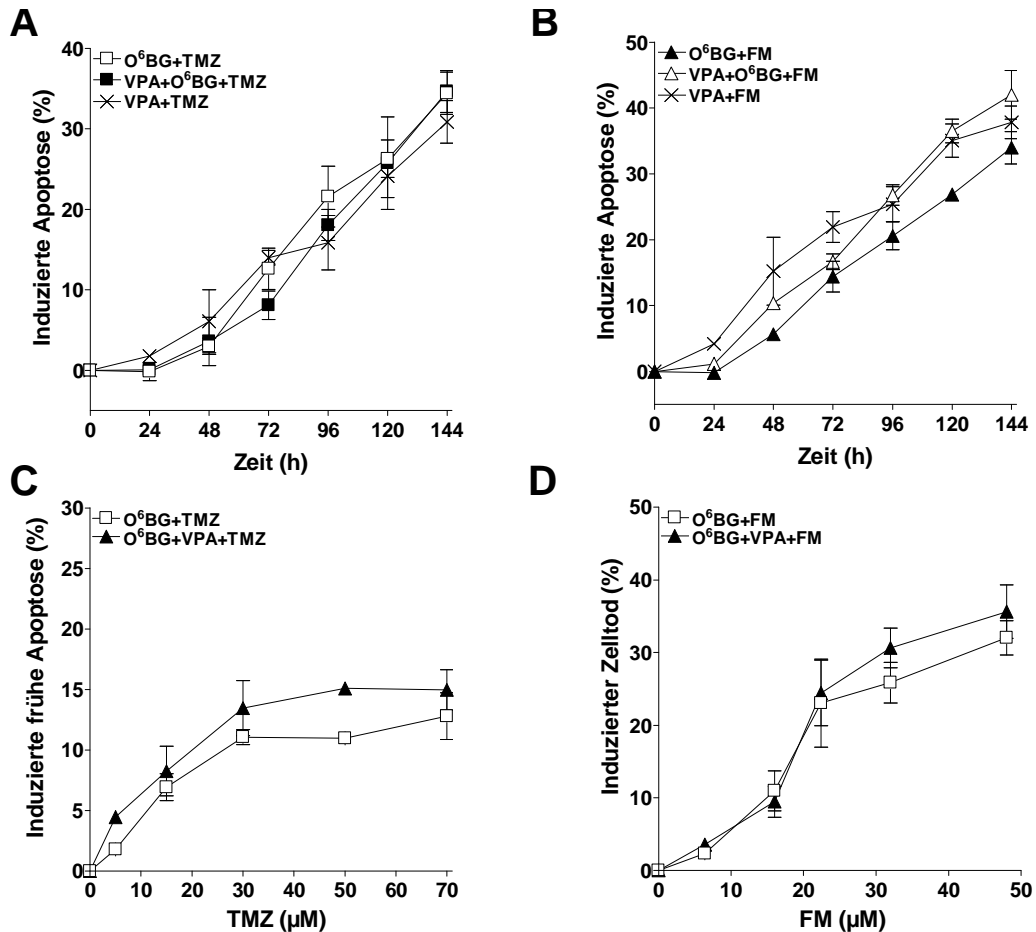 A
O⁶BG+TMZ
VPA+O⁶BG+TMZ
VPA+TMZ
Induzierte Apoptose (%)
40
30
20
10
0
0 24 48 72 96 120 144
Zeit (h)
B
O⁶BG+FM
VPA+O⁶BG+FM
VPA+FM
Induzierte Apoptose (%)
50
40
30
20
10
0
0 24 48 72 96 120 144
Zeit (h)
C
O⁶BG+TMZ
O⁶BG+VPA+TMZ
Induzierte frühe Apoptose (%)
30
25
20
15
10
5
0
0 10 20 30 40 50 60 70
TMZ (µM)
D
O⁶BG+FM
O⁶BG+VPA+FM
Induzierter Zelltod (%)
50
40
30
20
10
0
0 10 20 30 40 50
FM (µM)